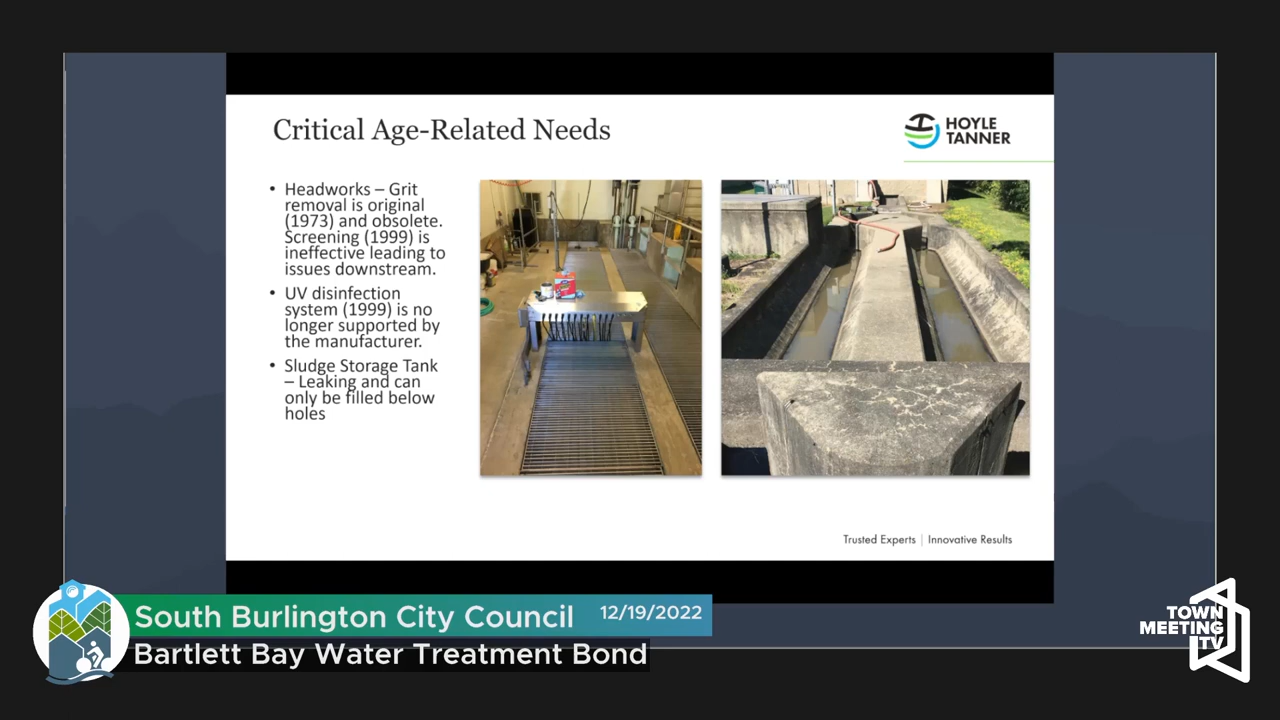 Critical Age-Related Needs
HOYLE
TANNER
• Headworks – Grit
removal is original
(1973) and obsolete.
Screening (1999) is
ineffective leading to
issues downstream.
• UV disinfection
system (1999) is no
longer supported by
the manufacturer.
• Sludge Storage Tank
– Leaking and can
only be filled below
holes
Trusted Experts | Innovative Results
South Burlington City Council 12/19/2022
Bartlett Bay Water Treatment Bond
TOWN
MEETING
TV